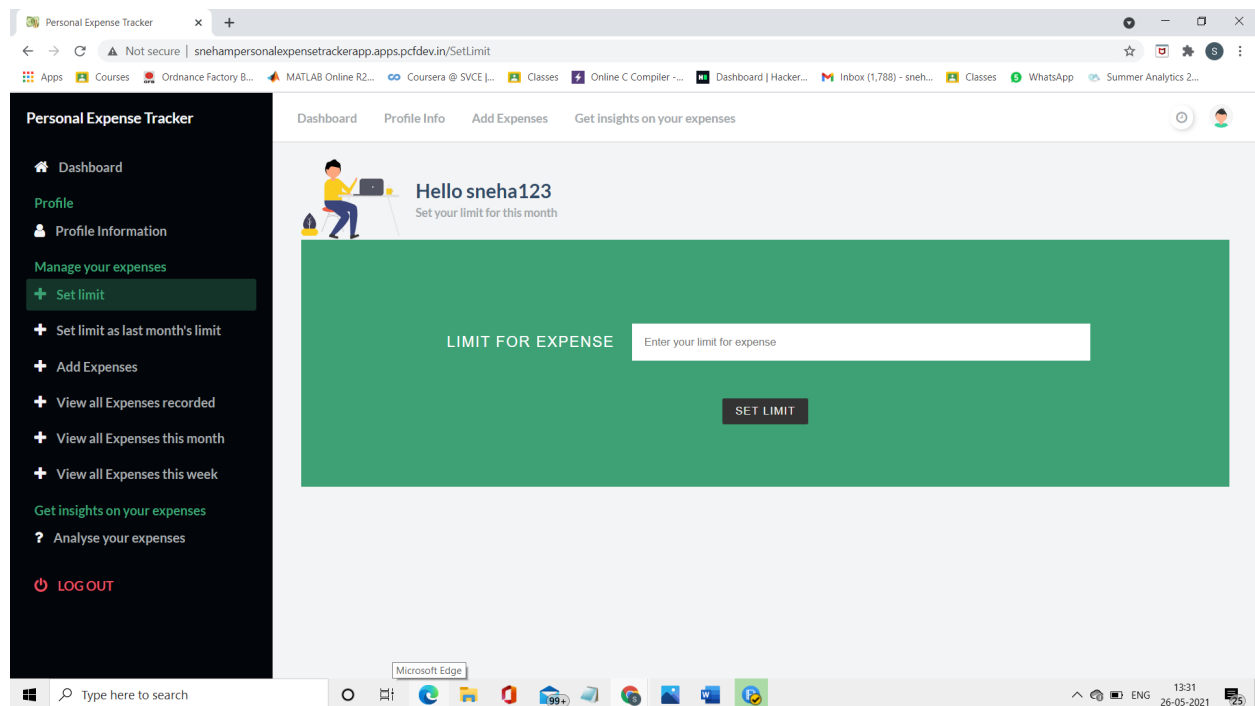 Personal Expense Tracker
Not secure | snehampersonalexpensetrackerapp.apps.pcfdev.in/SetLimit
S
Apps Courses Ordnance Factory B... MATLAB Online R2... Coursera @ SVCE |... Classes Online C Compiler -... Dashboard | Hacker... Inbox (1,788) - sneh... Classes WhatsApp Summer Analytics 2...
Personal Expense Tracker
Dashboard Profile Info Add Expenses Get insights on your expenses
Dashboard
Profile
Profile Information
Manage your expenses
Set limit
Set limit as last month's limit
Add Expenses
View all Expenses recorded
View all Expenses this month
View all Expenses this week
Get insights on your expenses
? Analyse your expenses
LOG OUT
Hello sneha123
Set your limit for this month
LIMIT FOR EXPENSE Enter your limit for expense
SET LIMIT
Microsoft Edge
Type here to search
99+
ENG
13:31
26-05-2021
25